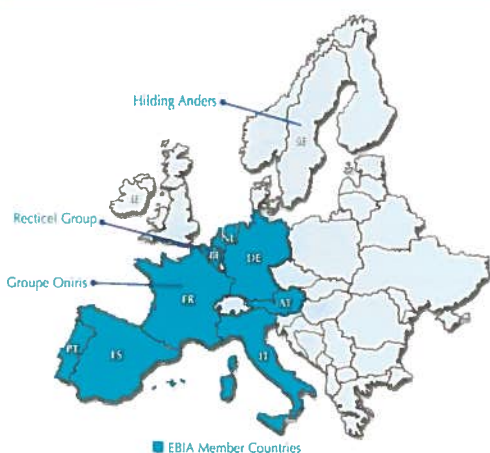 Hilding Anders
SE
IE
Recticel Group
NL
BE
DE
Groupe Oniris
FR
AT
PT
ES
IT
EBIA Member Countries